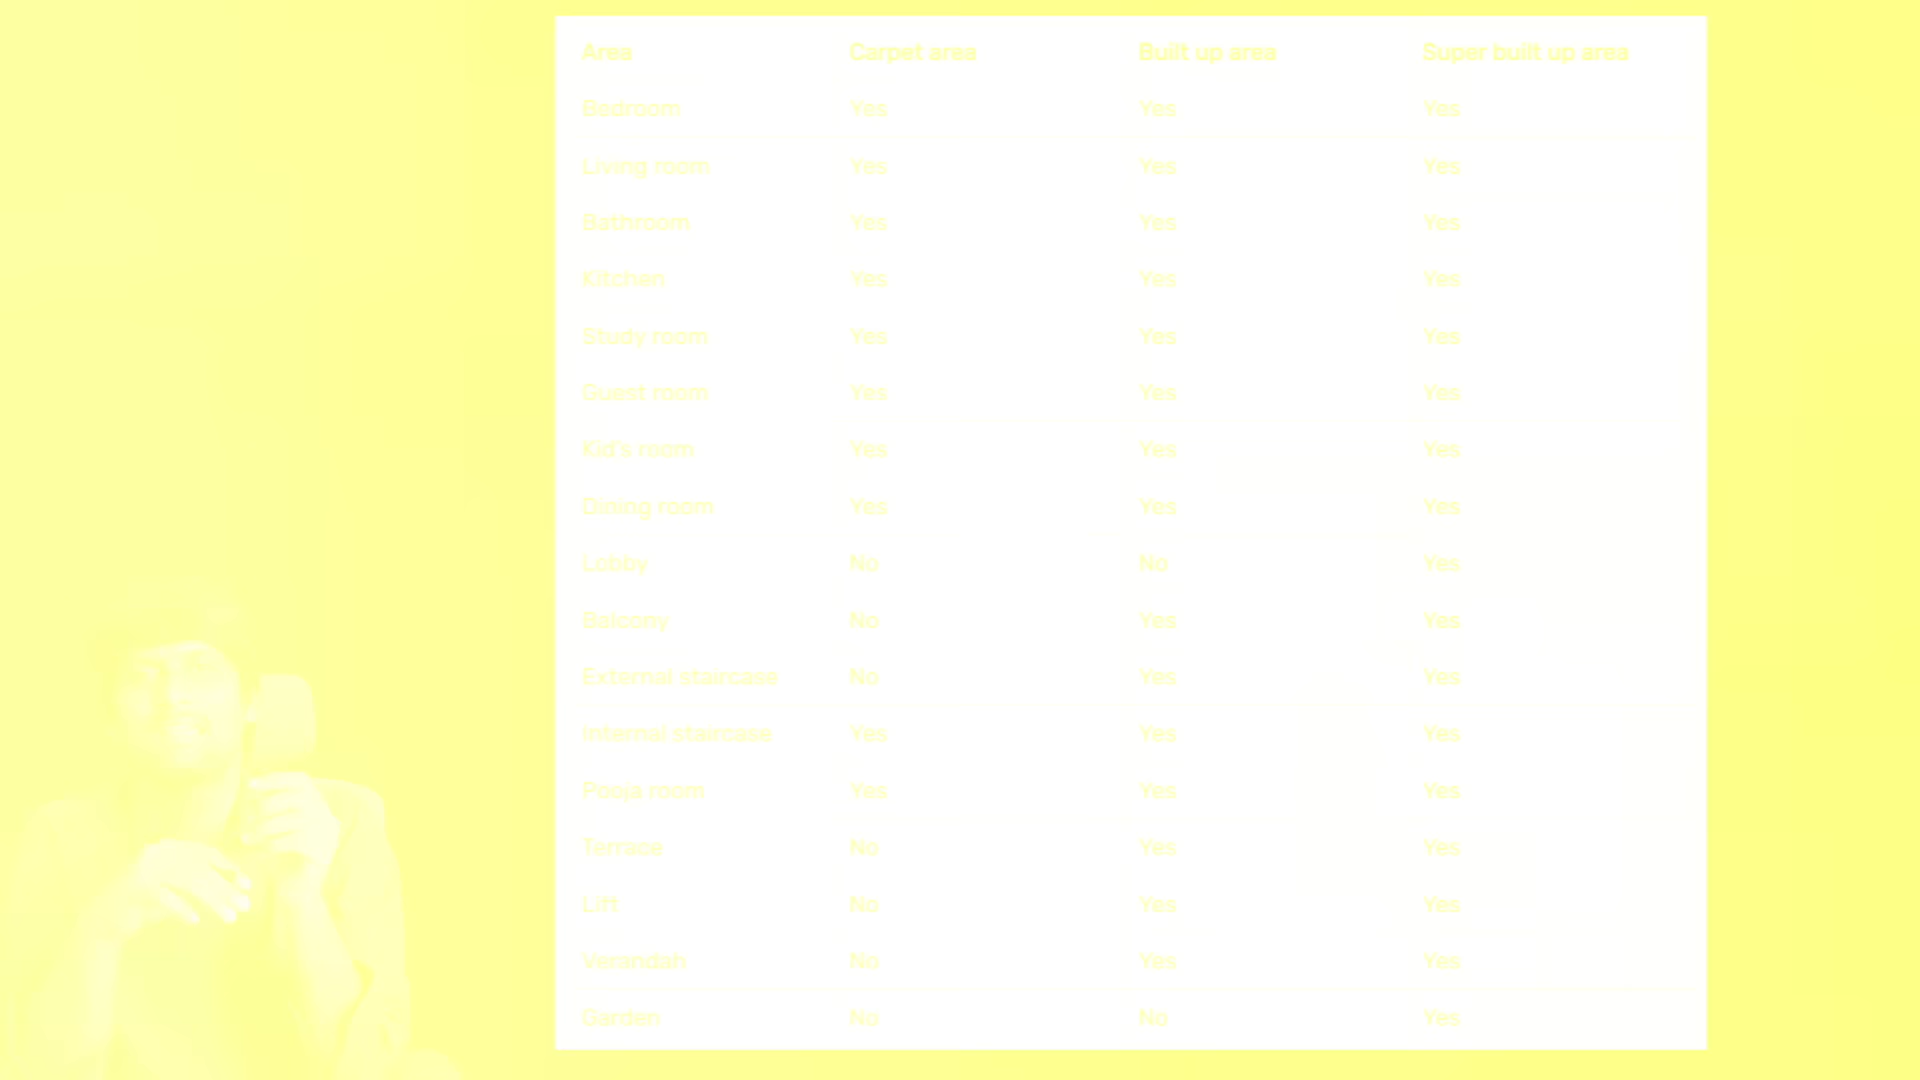 Area Carpet area Built up area Super built up area
Bedroom Yes Yes Yes
Living room Yes Yes Yes
Bathroom Yes Yes Yes
Kitchen Yes Yes Yes
Study room Yes Yes Yes
Guest room Yes Yes Yes
Kid's room Yes Yes Yes
Dining room Yes Yes Yes
Lobby No No Yes
Balcony No Yes Yes
External staircase No Yes Yes
Internal staircase Yes Yes Yes
Pooja room Yes Yes Yes
Terrace No Yes Yes
Lift No Yes Yes
Verandah No Yes Yes
Garden No No Yes